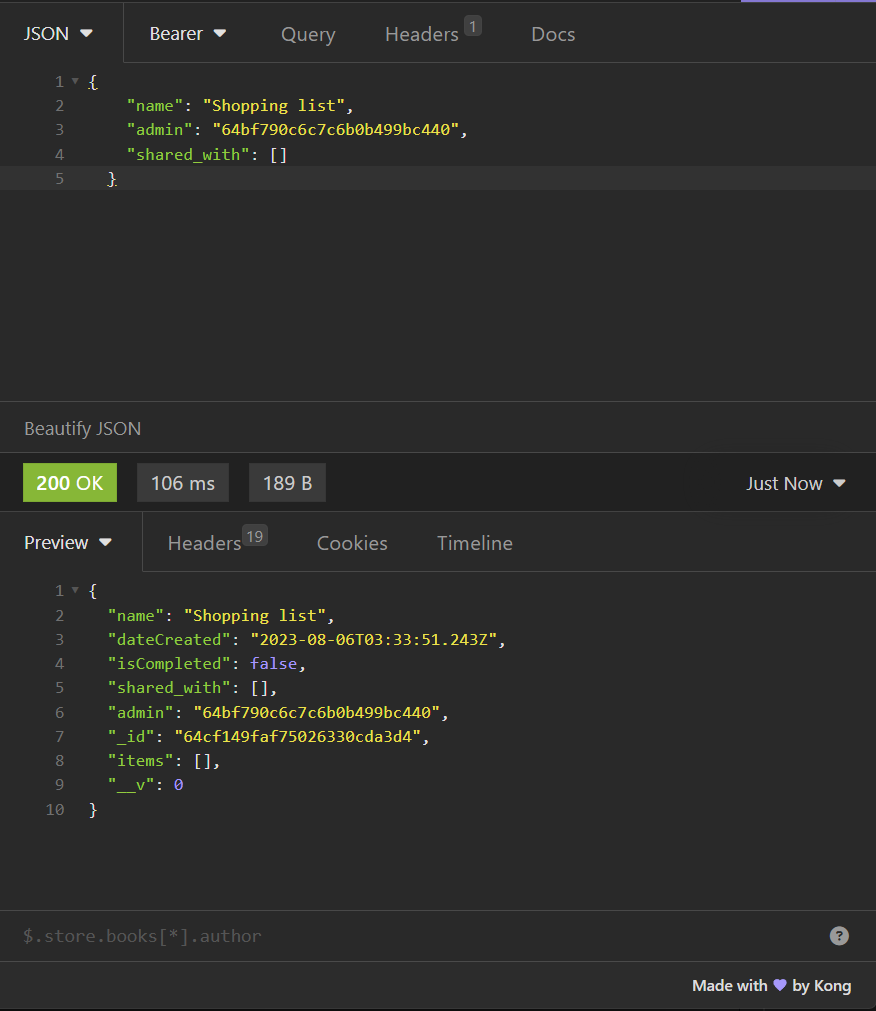 JSON Bearer Query Headers 1 Docs
1 {
2 "name": "Shopping list",
3 "admin": "64bf790c6c7c6b0b499bc440",
4 "shared_with": []
5 }
Beautify JSON
200 OK 106 ms 189 B Just Now
Preview Headers 19 Cookies Timeline
1 {
2 "name": "Shopping list",
3 "dateCreated": "2023-08-06T03:33:51.243Z",
4 "isCompleted": false,
5 "shared_with": [],
6 "admin": "64bf790c6c7c6b0b499bc440",
7 "_id": "64cf149faf75026330cda3d4",
8 "items": [],
9 "__v": 0
10 }
$.store.books[*].author ?
Made with 💜 by Kong